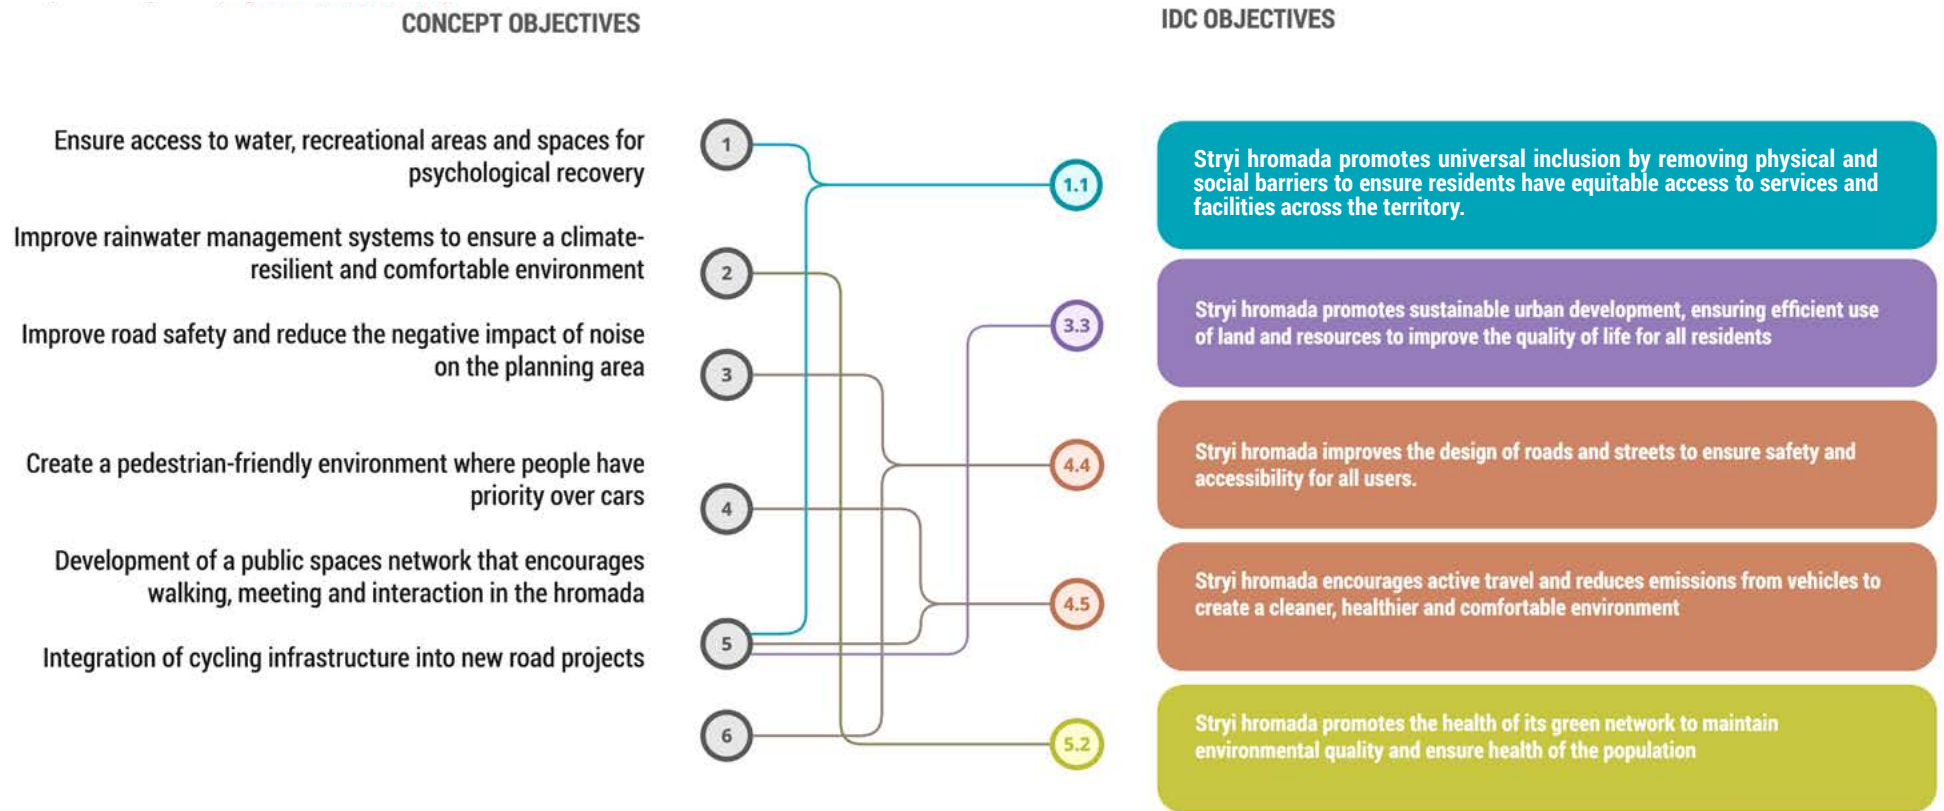 CONCEPT OBJECTIVES
IDC OBJECTIVES
Ensure access to water, recreational areas and spaces for
psychological recovery
Improve rainwater management systems to ensure a climate-
resilient and comfortable environment
Improve road safety and reduce the negative impact of noise
on the planning area
Create a pedestrian-friendly environment where people have
priority over cars
Development of a public spaces network that encourages
walking, meeting and interaction in the hromada
Integration of cycling infrastructure into new road projects
1
2
3
4
5
6
1.1
3.3
4.4
4.5
5.2
Stryi hromada promotes universal inclusion by removing physical and
social barriers to ensure residents have equitable access to services and
facilities across the territory.
Stryi hromada promotes sustainable urban development, ensuring efficient use
of land and resources to improve the quality of life for all residents
Stryi hromada improves the design of roads and streets to ensure safety and
accessibility for all users.
Stryi hromada encourages active travel and reduces emissions from vehicles to
create a cleaner, healthier and comfortable environment
Stryi hromada promotes the health of its green network to maintain
environmental quality and ensure health of the population